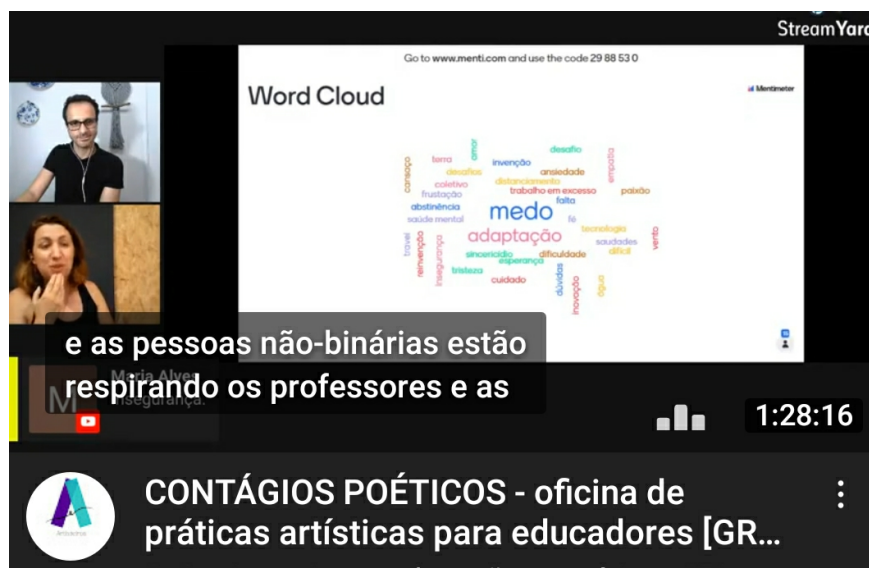 StreamYard
Go to www.menti.com and use the code 29 88 53 0
Word Cloud
Mentimeter
amor
desafio
cansaço
terra
invenção
empatia
desafios
ansiedade
coletivo
distanciamento
trabalho em excesso
paixão
frustação
falta
abstinência
medo
fé
saúde mental
tecnologia
adaptação
saudades
vento
travel
reinvenção
insegurança
sincericídio
dificuldade
difícil
esperança
tristeza
cuidado
dúvidas
inovação
água
e as pessoas não-binárias estão
respirando os professores e as
Maria Alves
insegurança.
M
1:28:16
CONTÁGIOS POÉTICOS - oficina de
práticas artísticas para educadores [GR...